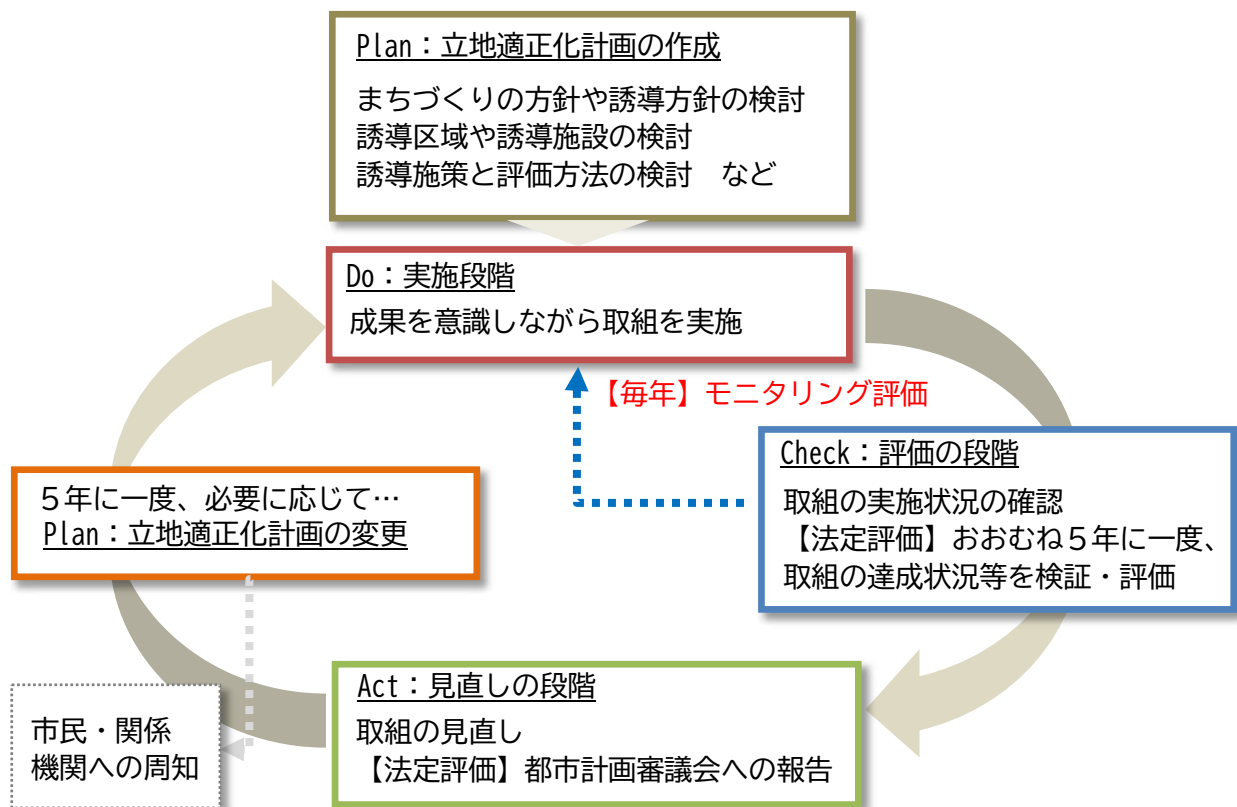 Plan：立地適正化計画の作成
まちづくりの方針や誘導方針の検討
誘導区域や誘導施設の検討
誘導施策と評価方法の検討　など
Do：実施段階
成果を意識しながら取組を実施
【毎年】モニタリング評価
Check：評価の段階
取組の実施状況の確認
【法定評価】おおむね５年に一度、
取組の達成状況等を検証・評価
５年に一度、必要に応じて…
Plan：立地適正化計画の変更
Act：見直しの段階
取組の見直し
【法定評価】都市計画審議会への報告
市民・関係
機関への周知